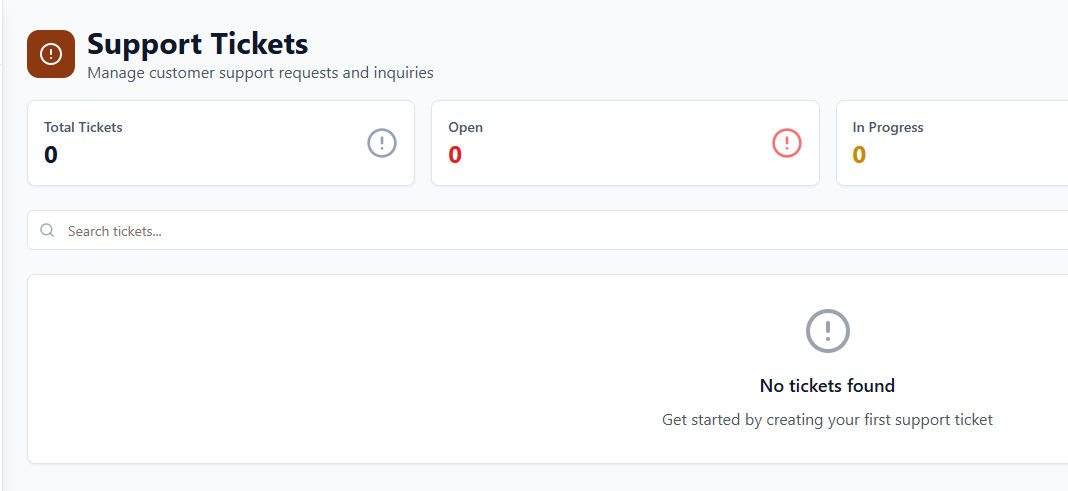 Support Tickets
Manage customer support requests and inquiries
Total Tickets
0
Open
0
In Progress
0
Search tickets...
No tickets found
Get started by creating your first support ticket